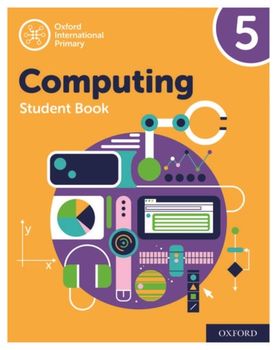 Oxford
International
Primary
5
Computing
Student Book
y
x
OXFORD